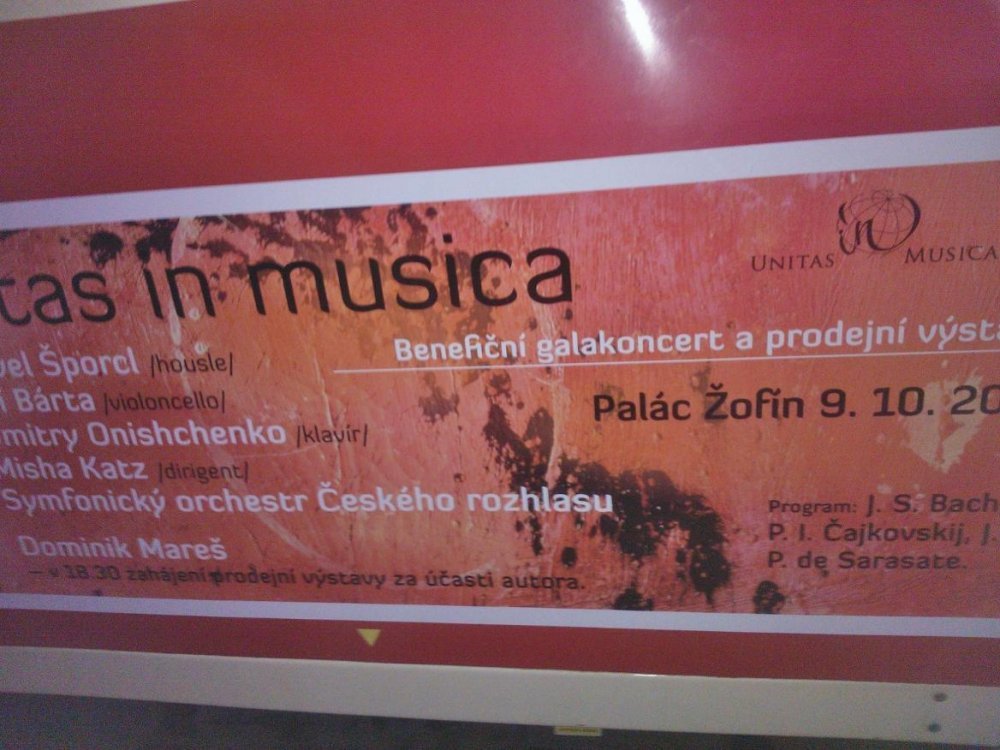 tas in musica
UNITAS in MUSICA
Benefiční galakoncert a prodejní výst
Palác Žofín 9. 10. 20
vel Šporcl /housle/
í Bárta /violoncello/
mitry Onishchenko /klavír/
Misha Katz /dirigent/
Symfonický orchestr Českého rozhlasu
Dominik Mareš
– v 18.30 zahájení prodejní výstavy za účasti autora.
Program: J. S. Bach
P. I. Čajkovskij, J.
P. de Sarasate.